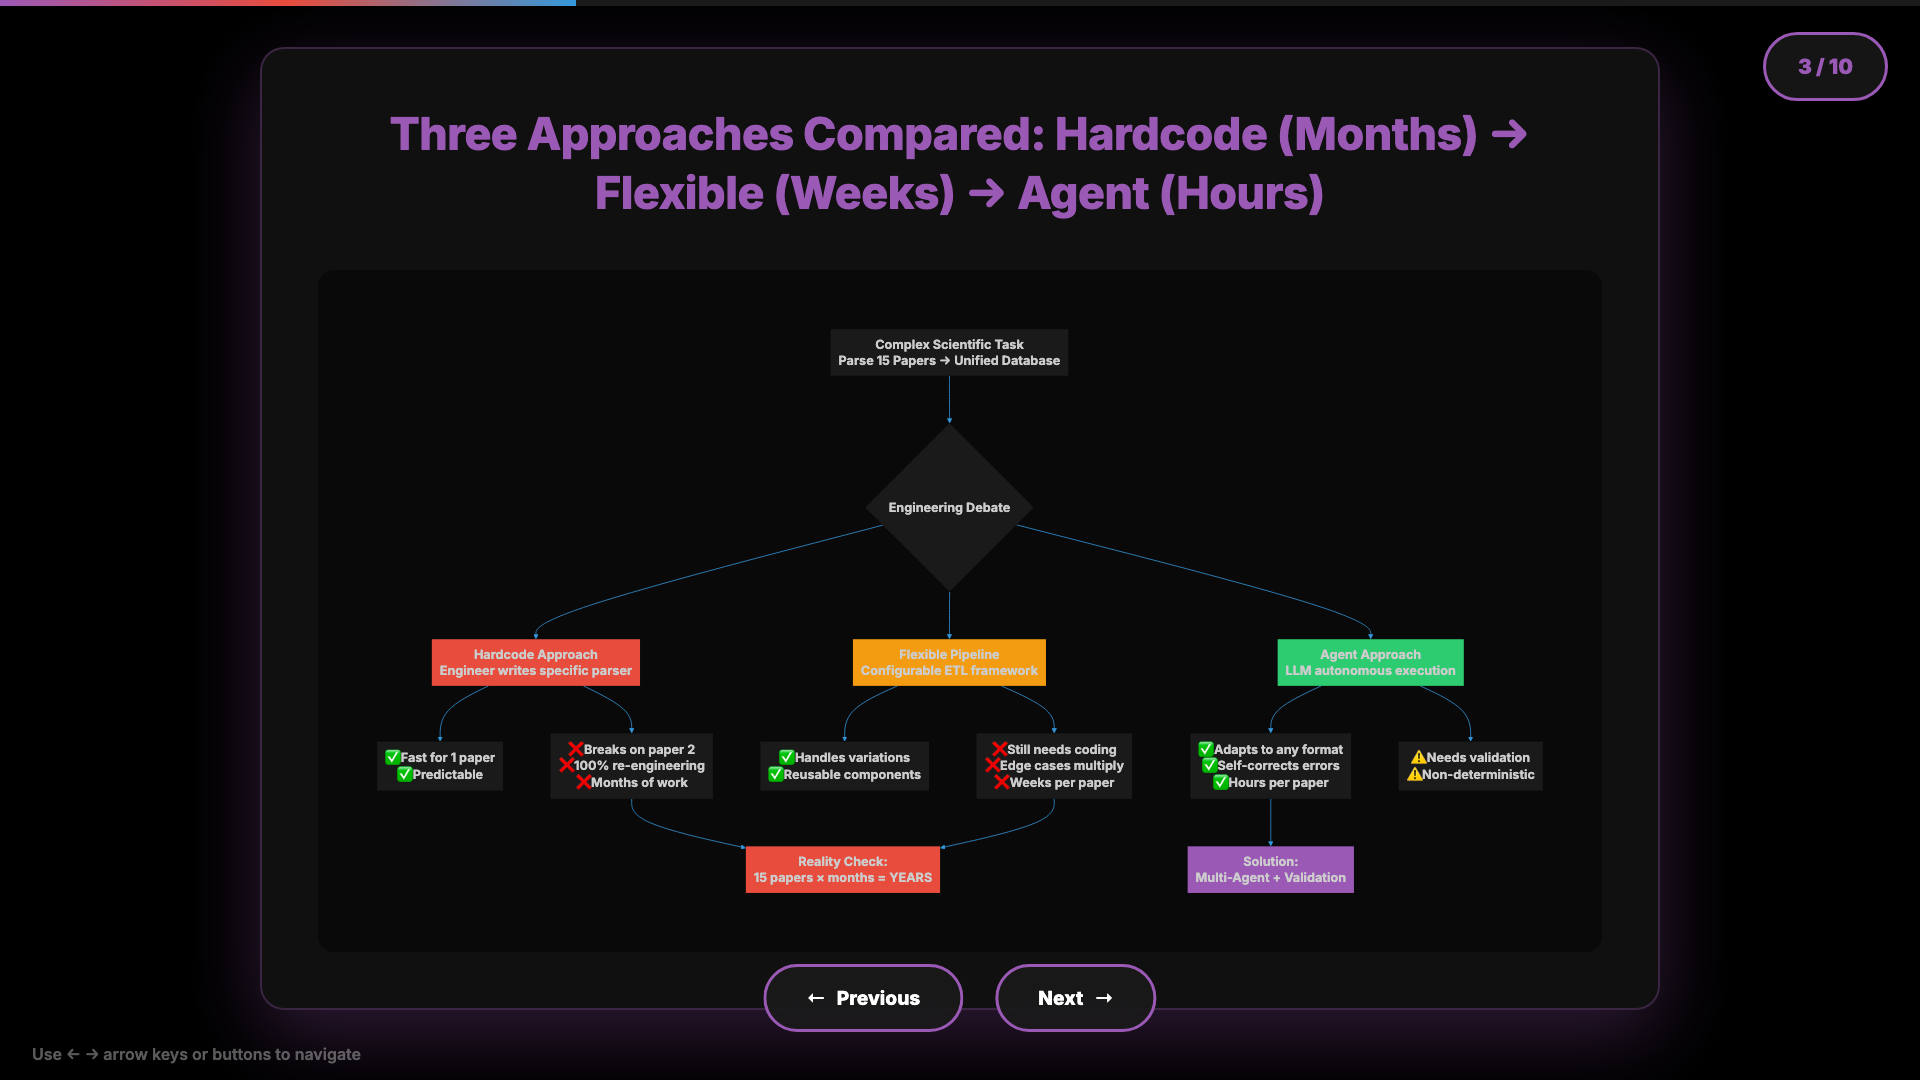 3 / 10
Three Approaches Compared: Hardcode (Months) →
Flexible (Weeks) → Agent (Hours)
Complex Scientific Task
Parse 15 Papers → Unified Database
Engineering Debate
Hardcode Approach
Engineer writes specific parser
Flexible Pipeline
Configurable ETL framework
Agent Approach
LLM autonomous execution
✅Fast for 1 paper
✅Predictable
❌Breaks on paper 2
❌100% re-engineering
❌Months of work
✅Handles variations
✅Reusable components
❌Still needs coding
❌Edge cases multiply
❌Weeks per paper
✅Adapts to any format
✅Self-corrects errors
✅Hours per paper
⚠️Needs validation
⚠️Non-deterministic
Reality Check:
15 papers × months = YEARS
Solution:
Multi-Agent + Validation
← Previous
Next →
Use ← → arrow keys or buttons to navigate